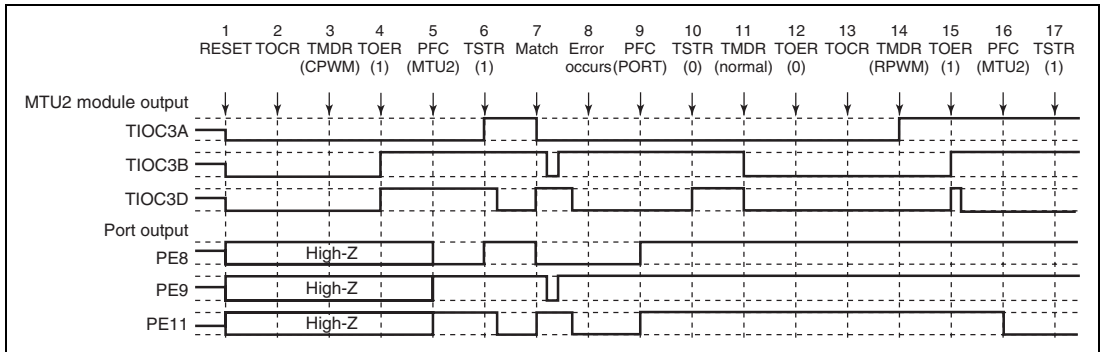 1 2 3 4 5 6 7 8 9 10 11 12 13 14 15 16 17
RESET TOCR TMDR TOER PFC TSTR Match Error PFC TSTR TMDR TOER TOCR TMDR TOER PFC TSTR
(CPWM) (1) (MTU2) (1) occurs (PORT) (0) (normal) (0) (RPWM) (1) (MTU2) (1)
MTU2 module output
TIOC3A
TIOC3B
TIOC3D
Port output
PE8 High-Z
PE9 High-Z
PE11 High-Z